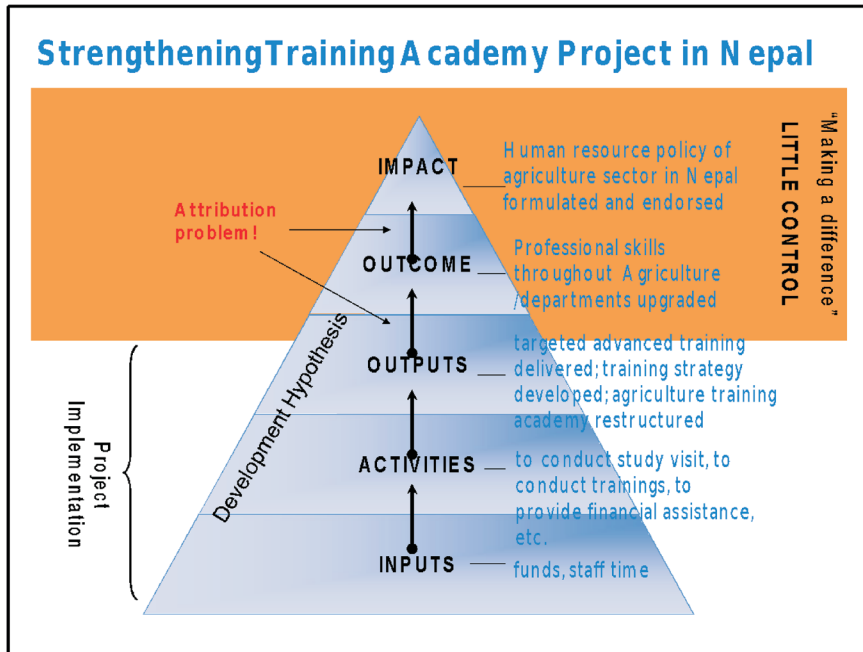 Strengthening Training Academy Project in Nepal
IMPACT
Human resource policy of
agriculture sector in Nepal
formulated and endorsed
"Making a difference"
LITTLE CONTROL
Attribution
problem!
OUTCOME
Professional skills
throughout Agriculture
/departments upgraded
Development Hypothesis
OUTPUTS
targeted advanced training
delivered; training strategy
developed; agriculture training
academy restructured
Project
Implementation
ACTIVITIES
to conduct study visit, to
conduct trainings, to
provide financial assistance,
etc.
INPUTS
funds, staff time